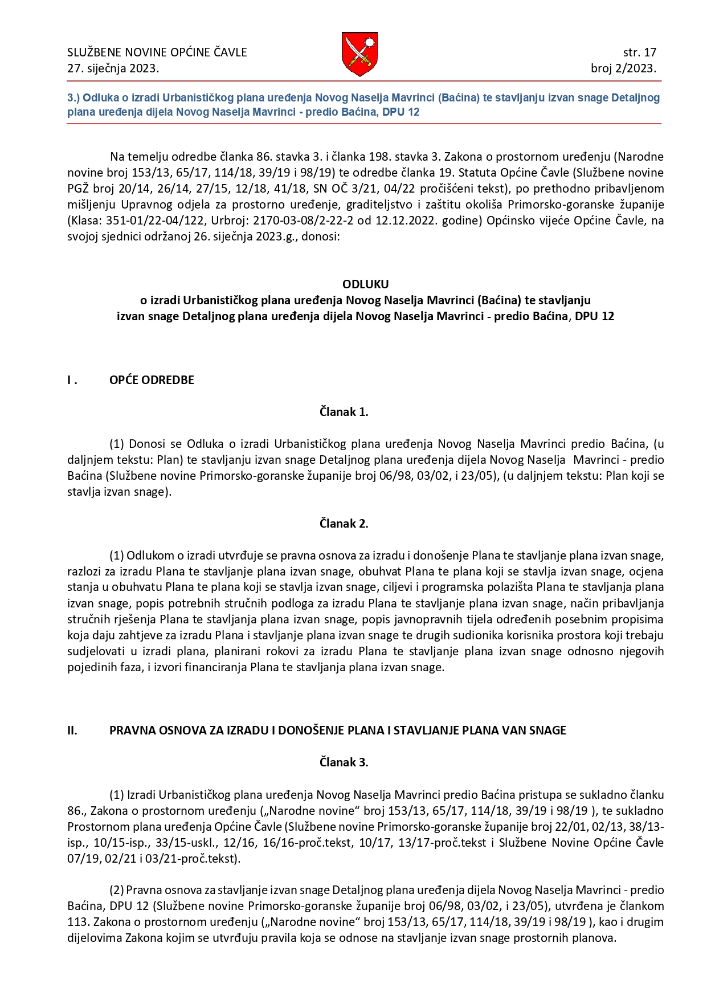 SLUŽBENE NOVINE OPĆINE ČAVLE
27. siječnja 2023.
str. 17
broj 2/2023.
3.) Odluka o izradi Urbanističkog plana uređenja Novog Naselja Mavrinci (Baćina) te stavljanju izvan snage Detaljnog
plana uređenja dijela Novog Naselja Mavrinci - predio Baćina, DPU 12
Na temelju odredbe članka 86. stavka 3. i članka 198. stavka 3. Zakona o prostornom uređenju (Narodne
novine broj 153/13, 65/17, 114/18, 39/19 i 98/19) te odredbe članka 19. Statuta Općine Čavle (Službene novine
PGŽ broj 20/14, 26/14, 27/15, 12/18, 41/18, SN OČ 3/21, 04/22 pročišćeni tekst), po prethodno pribavljenom
mišljenju Upravnog odjela za prostorno uređenje, graditeljstvo i zaštitu okoliša Primorsko-goranske županije
(Klasa: 351-01/22-04/122, Urbroj: 2170-03-08/2-22-2 od 12.12.2022. godine) Općinsko vijeće Općine Čavle, na
svojoj sjednici održanoj 26. siječnja 2023.g., donosi:
ODLUKU
o izradi Urbanističkog plana uređenja Novog Naselja Mavrinci (Baćina) te stavljanju
izvan snage Detaljnog plana uređenja dijela Novog Naselja Mavrinci - predio Baćina, DPU 12
I . OPĆE ODREDBE
Članak 1.
(1) Donosi se Odluka o izradi Urbanističkog plana uređenja Novog Naselja Mavrinci predio Baćina, (u
daljnjem tekstu: Plan) te stavljanju izvan snage Detaljnog plana uređenja dijela Novog Naselja Mavrinci - predio
Baćina (Službene novine Primorsko-goranske županije broj 06/98, 03/02, i 23/05), (u daljnjem tekstu: Plan koji se
stavlja izvan snage).
Članak 2.
(1) Odlukom o izradi utvrđuje se pravna osnova za izradu i donošenje Plana te stavljanje plana izvan snage,
razlozi za izradu Plana te stavljanje plana izvan snage, obuhvat Plana te plana koji se stavlja izvan snage, ocjena
stanja u obuhvatu Plana te plana koji se stavlja izvan snage, ciljevi i programska polazišta Plana te stavljanja plana
izvan snage, popis potrebnih stručnih podloga za izradu Plana te stavljanje plana izvan snage, način pribavljanja
stručnih rješenja Plana te stavljanja plana izvan snage, popis javnopravnih tijela određenih posebnim propisima
koja daju zahtjeve za izradu Plana i stavljanje plana izvan snage te drugih sudionika korisnika prostora koji trebaju
sudjelovati u izradi plana, planirani rokovi za izradu Plana te stavljanje plana izvan snage odnosno njegovih
pojedinih faza, i izvori financiranja Plana te stavljanja plana izvan snage.
II. PRAVNA OSNOVA ZA IZRADU I DONOŠENJE PLANA I STAVLJANJE PLANA VAN SNAGE
Članak 3.
(1) Izradi Urbanističkog plana uređenja Novog Naselja Mavrinci predio Baćina pristupa se sukladno članku
86., Zakona o prostornom uređenju („Narodne novine“ broj 153/13, 65/17, 114/18, 39/19 i 98/19 ), te sukladno
Prostornom plana uređenja Općine Čavle (Službene novine Primorsko-goranske županije broj 22/01, 02/13, 38/13-
isp., 10/15-isp., 33/15-uskl., 12/16, 16/16-proč.tekst, 10/17, 13/17-proč.tekst i Službene Novine Općine Čavle
07/19, 02/21 i 03/21-proč.tekst).
(2) Pravna osnova za stavljanje izvan snage Detaljnog plana uređenja dijela Novog Naselja Mavrinci - predio
Baćina, DPU 12 (Službene novine Primorsko-goranske županije broj 06/98, 03/02, i 23/05), utvrđena je člankom
113. Zakona o prostornom uređenju („Narodne novine“ broj 153/13, 65/17, 114/18, 39/19 i 98/19 ), kao i drugim
dijelovima Zakona kojim se utvrđuju pravila koja se odnose na stavljanje izvan snage prostornih planova.